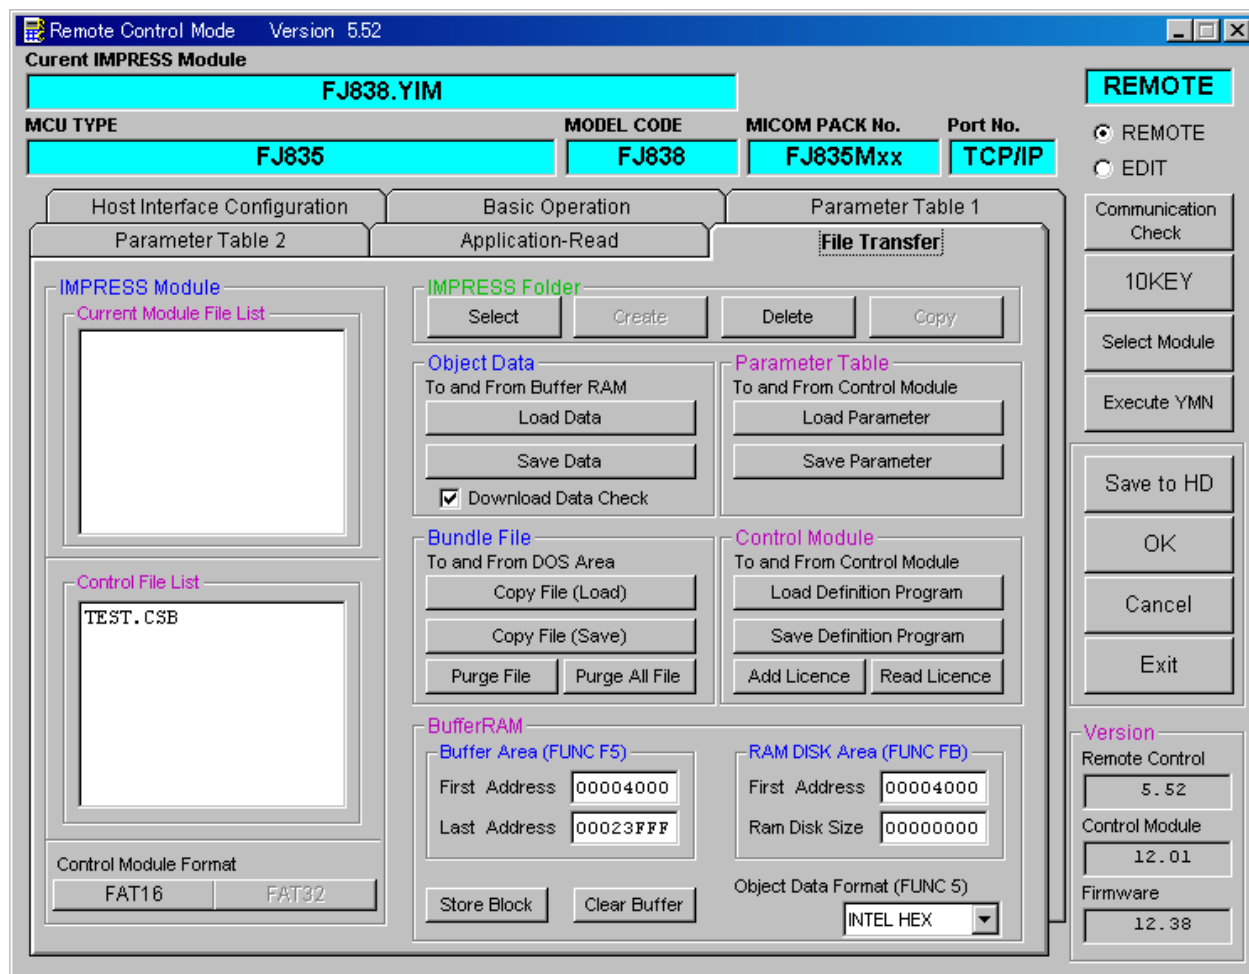 Remote Control Mode Version 5.52
Curent IMPRESS Module
FJ838.YIM
MCU TYPE
MODEL CODE
MICOM PACK No.
Port No.
FJ835
FJ838
FJ835Mxx
TCP/IP
REMOTE
REMOTE
EDIT
Host Interface Configuration
Basic Operation
Parameter Table 1
Parameter Table 2
Application-Read
File Transfer
IMPRESS Module
Current Module File List
Control File List
TEST.CSB
Control Module Format
FAT16
FAT32
IMPRESS Folder
Select
Create
Delete
Copy
Object Data
To and From Buffer RAM
Load Data
Save Data
Download Data Check
Parameter Table
To and From Control Module
Load Parameter
Save Parameter
Bundle File
To and From DOS Area
Copy File (Load)
Copy File (Save)
Purge File
Purge All File
Control Module
To and From Control Module
Load Definition Program
Save Definition Program
Add Licence
Read Licence
BufferRAM
Buffer Area (FUNC F5)
First Address 00004000
Last Address 00023FFF
RAM DISK Area (FUNC FB)
First Address 00004000
Ram Disk Size 00000000
Store Block
Clear Buffer
Object Data Format (FUNC 5)
INTEL HEX
Communication
Check
10KEY
Select Module
Execute YMN
Save to HD
OK
Cancel
Exit
Version
Remote Control
5.52
Control Module
12.01
Firmware
12.38